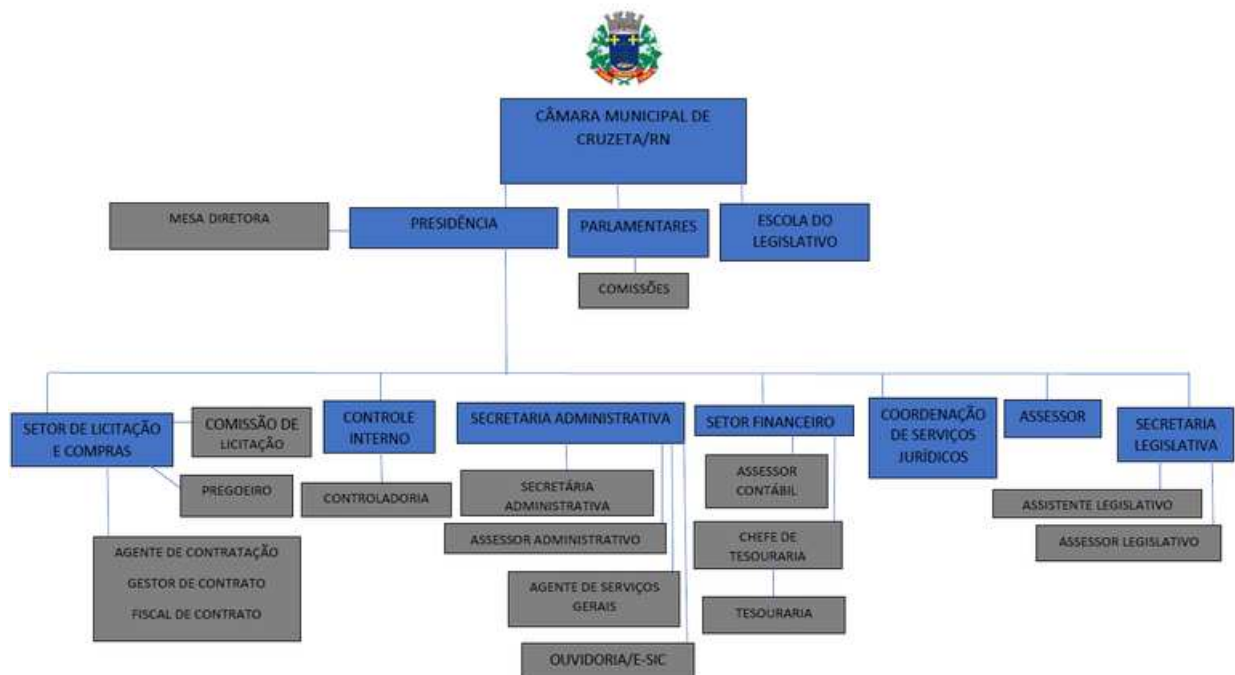 CÂMARA MUNICIPAL DE
CRUZETA/RN
MESA DIRETORA
PRESIDÊNCIA
PARLAMENTARES
ESCOLA DO
LEGISLATIVO
COMISSÕES
SETOR DE LICITAÇÃO
E COMPRAS
COMISSÃO DE
LICITAÇÃO
PREGOEIRO
AGENTE DE CONTRATAÇÃO
GESTOR DE CONTRATO
FISCAL DE CONTRATO
CONTROLE
INTERNO
CONTROLADORIA
SECRETARIA ADMINISTRATIVA
SECRETÁRIA
ADMINISTRATIVA
ASSESSOR ADMINISTRATIVO
AGENTE DE SERVIÇOS
GERAIS
OUVIDORIA/E-SIC
SETOR FINANCEIRO
ASSESSOR
CONTÁBIL
CHEFE DE
TESOURARIA
TESOURARIA
COORDENAÇÃO
DE SERVIÇOS
JURÍDICOS
ASSESSOR
SECRETARIA
LEGISLATIVA
ASSISTENTE LEGISLATIVO
ASSESSOR LEGISLATIVO